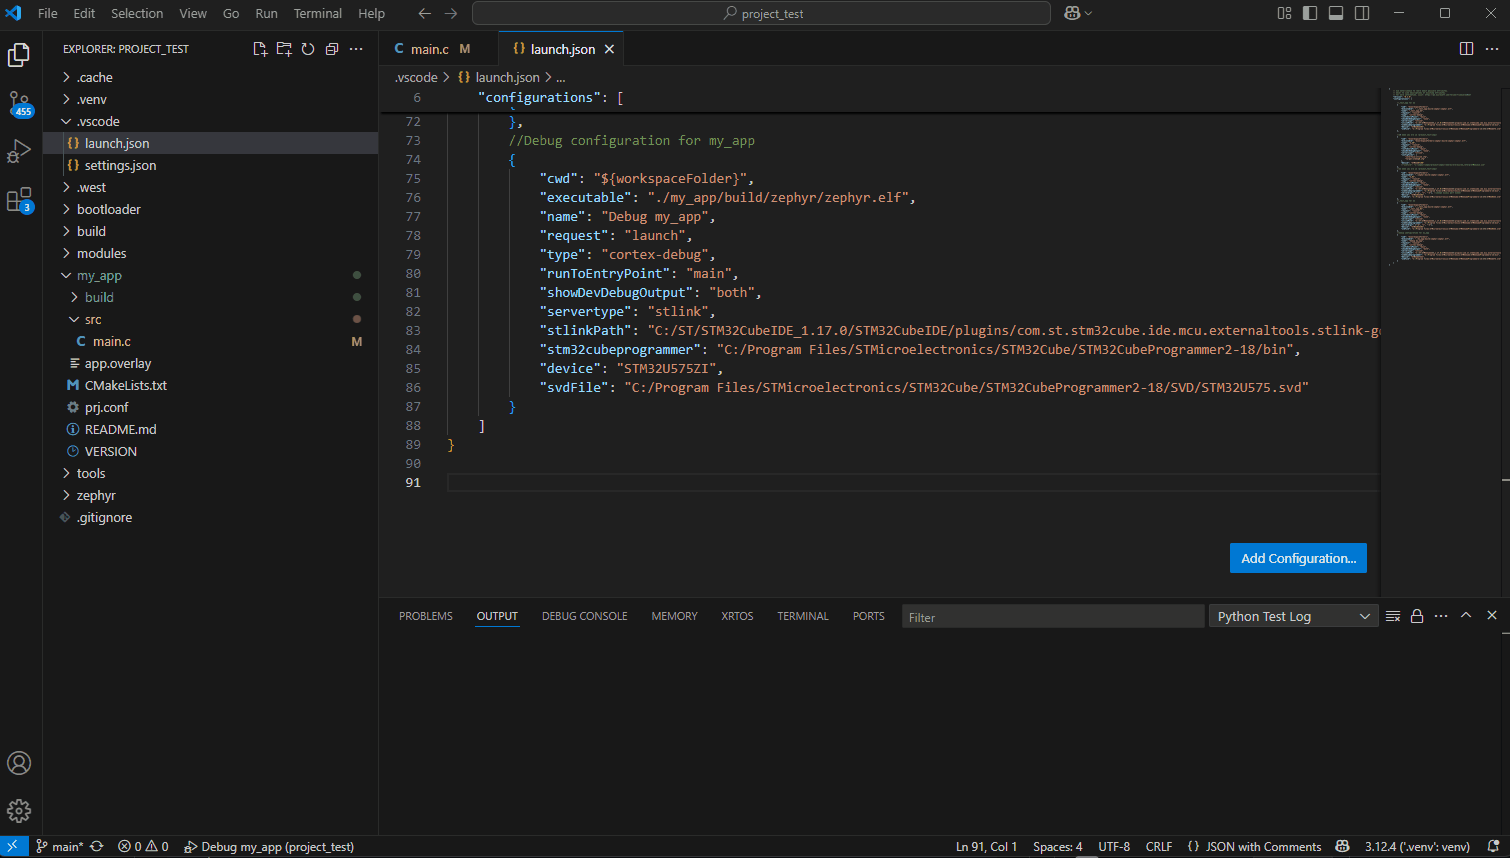 File Edit Selection View Go Run Terminal Help
project_test
EXPLORER: PROJECT_TEST
.cache
.venv
.vscode
launch.json
settings.json
.west
bootloader
build
modules
my_app
build
src
main.c M
app.overlay
CMakeLists.txt
prj.conf
README.md
VERSION
tools
zephyr
.gitignore
455
3
main.c M
launch.json
.vscode > {} launch.json > ...
6 "configurations": [
72 },
73 //Debug configuration for my_app
74 {
75 "cwd": "${workspaceFolder}",
76 "executable": "./my_app/build/zephyr/zephyr.elf",
77 "name": "Debug my_app",
78 "request": "launch",
79 "type": "cortex-debug",
80 "runToEntryPoint": "main",
81 "showDevDebugOutput": "both",
82 "servertype": "stlink",
83 "stlinkPath": "C:/ST/STM32CubeIDE_1.17.0/STM32CubeIDE/plugins/com.st.stm32cube.ide.mcu.externaltools.stlink-g
84 "stm32cubeprogrammer": "C:/Program Files/STMicroelectronics/STM32Cube/STM32CubeProgrammer2-18/bin",
85 "device": "STM32U575ZI",
86 "svdFile": "C:/Program Files/STMicroelectronics/STM32Cube/STM32CubeProgrammer2-18/SVD/STM32U575.svd"
87 }
88 ]
89 }
90
91
Add Configuration...
PROBLEMS OUTPUT DEBUG CONSOLE MEMORY XRTOS TERMINAL PORTS
Filter
Python Test Log
main* 0 0 Debug my_app (project_test)
Ln 91, Col 1 Spaces: 4 UTF-8 CRLF {} JSON with Comments 3.12.4 ('.venv': venv)